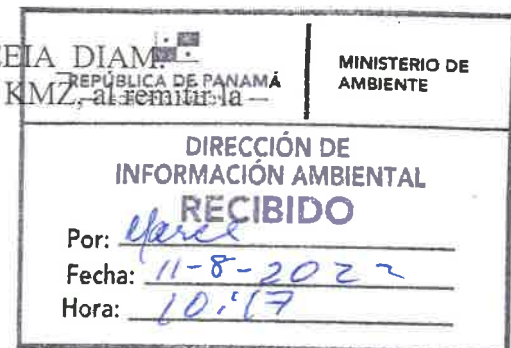 EIA DIAM.
REPÚBLICA DE PANAMÁ
KMZ, al remitir la
MINISTERIO DE
AMBIENTE
DIRECCIÓN DE
INFORMACIÓN AMBIENTAL
RECIBIDO
Por:
Fecha: 11-8-2022
Hora: 10:17